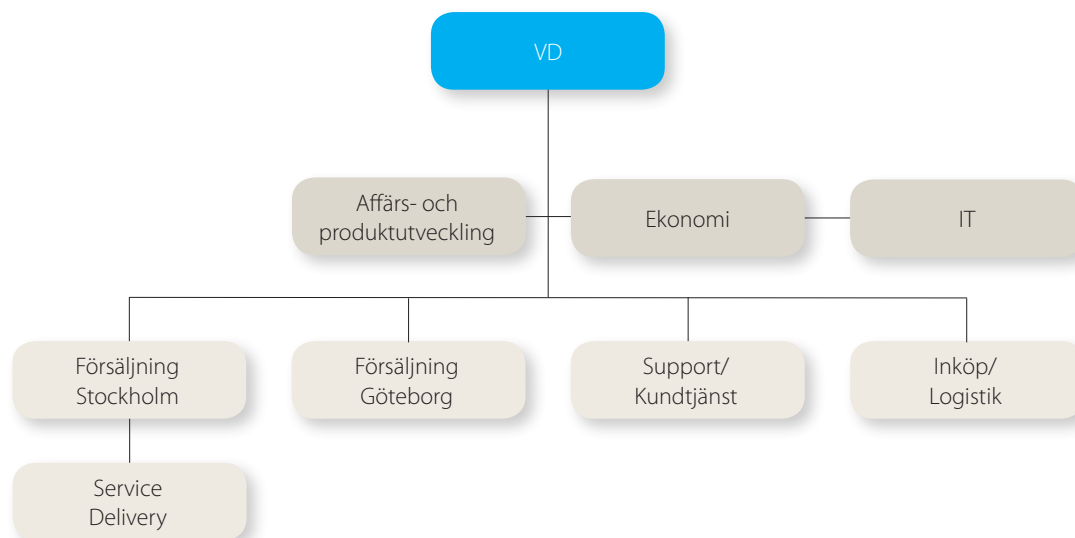 VD
Affärs- och
produktutveckling
Ekonomi
IT
Försäljning
Stockholm
Försäljning
Göteborg
Support/
Kundtjänst
Inköp/
Logistik
Service
Delivery